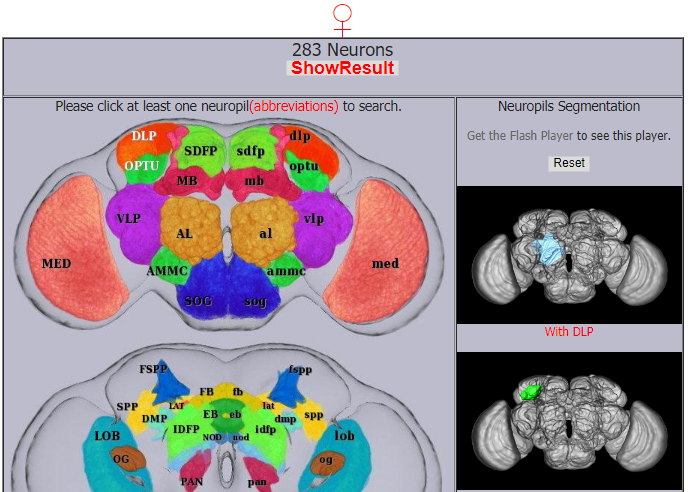 283 Neurons
ShowResult
Please click at least one neuropil(abbreviations) to search.
Neuropils Segmentation
Get the Flash Player to see this player.
Reset
With DLP
DLP
SDFP sdfp
dlp
OPTU
optu
MB mb
VLP
AL al
vlp
MED
med
AMMC
ammc
SOG sog
FSPP
fspp
FB fb
SPP
LAT
lat
spp
DMP
EB eb
dmp
LOB
IDFP
NOD nod
idfp
lob
OG
og
PAN
pan